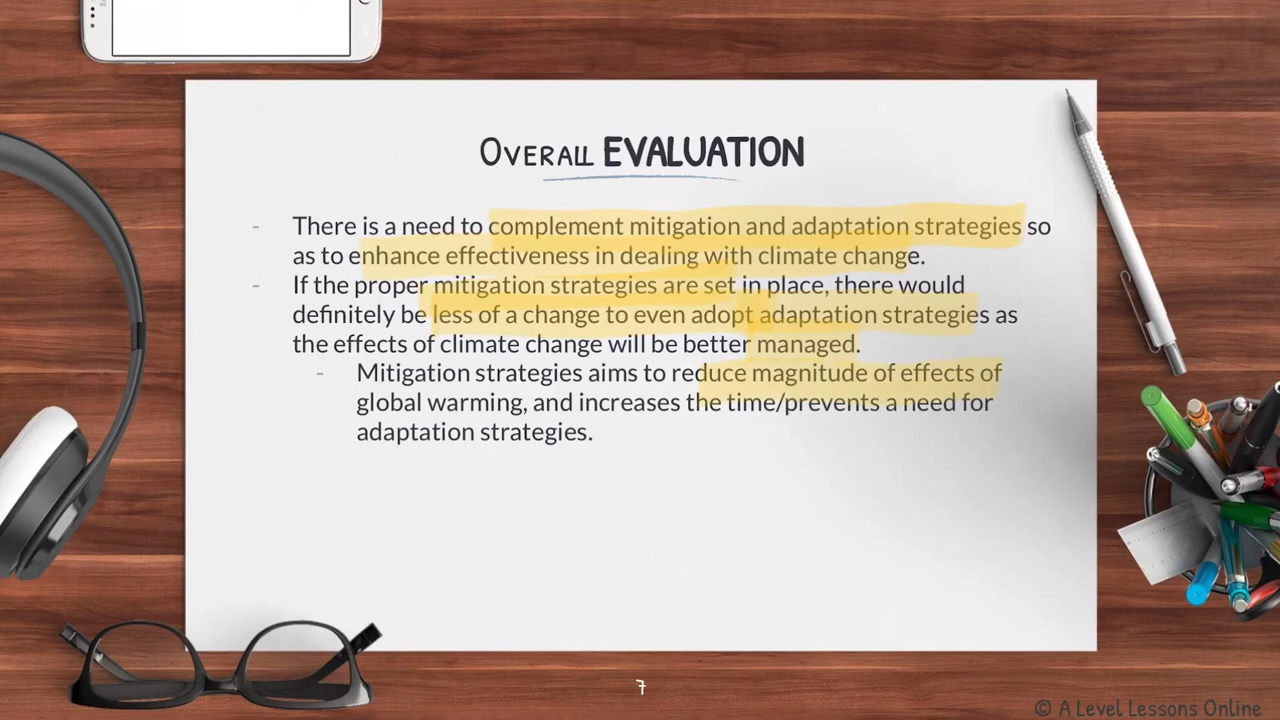 OVERALL EVALUATION
- There is a need to complement mitigation and adaptation strategies so
as to enhance effectiveness in dealing with climate change.
- If the proper mitigation strategies are set in place, there would
definitely be less of a change to even adopt adaptation strategies as
the effects of climate change will be better managed.
- Mitigation strategies aims to reduce magnitude of effects of
global warming, and increases the time/prevents a need for
adaptation strategies.
7
© A Level Lessons Online